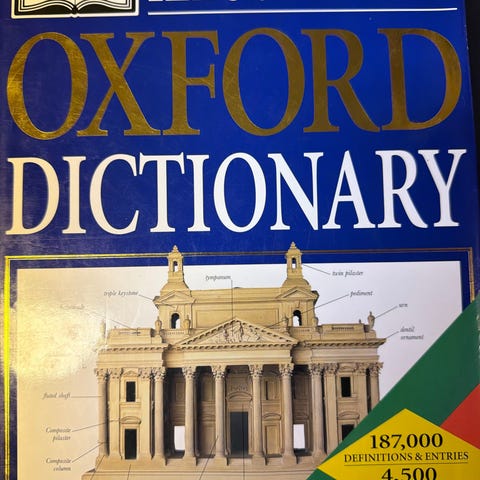 OXFORD
DICTIONARY
tympanum
twin pilaster
triple keystone
pediment
urn
dentil
ornament
fluted shaft
Composite
pilaster
Composite
column
187,000
DEFINITIONS & ENTRIES
4,500